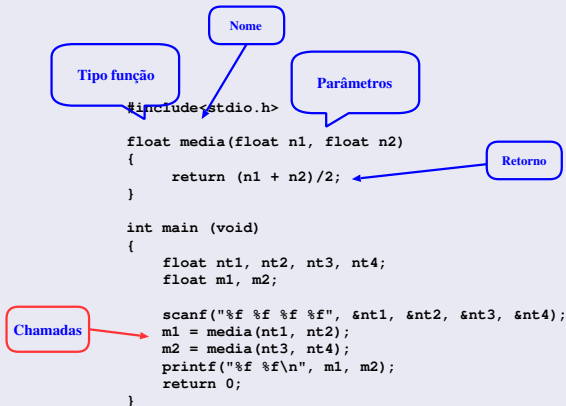 Nome
Tipo função
Parâmetros
#include<stdio.h>
float media(float n1, float n2)
{
return (n1 + n2)/2;
}
Retorno
int main (void)
{
float nt1, nt2, nt3, nt4;
float m1, m2;
scanf("%f %f %f %f", &nt1, &nt2, &nt3, &nt4);
Chamadas
m1 = media(nt1, nt2);
m2 = media(nt3, nt4);
printf("%f %f\n", m1, m2);
return 0;
}